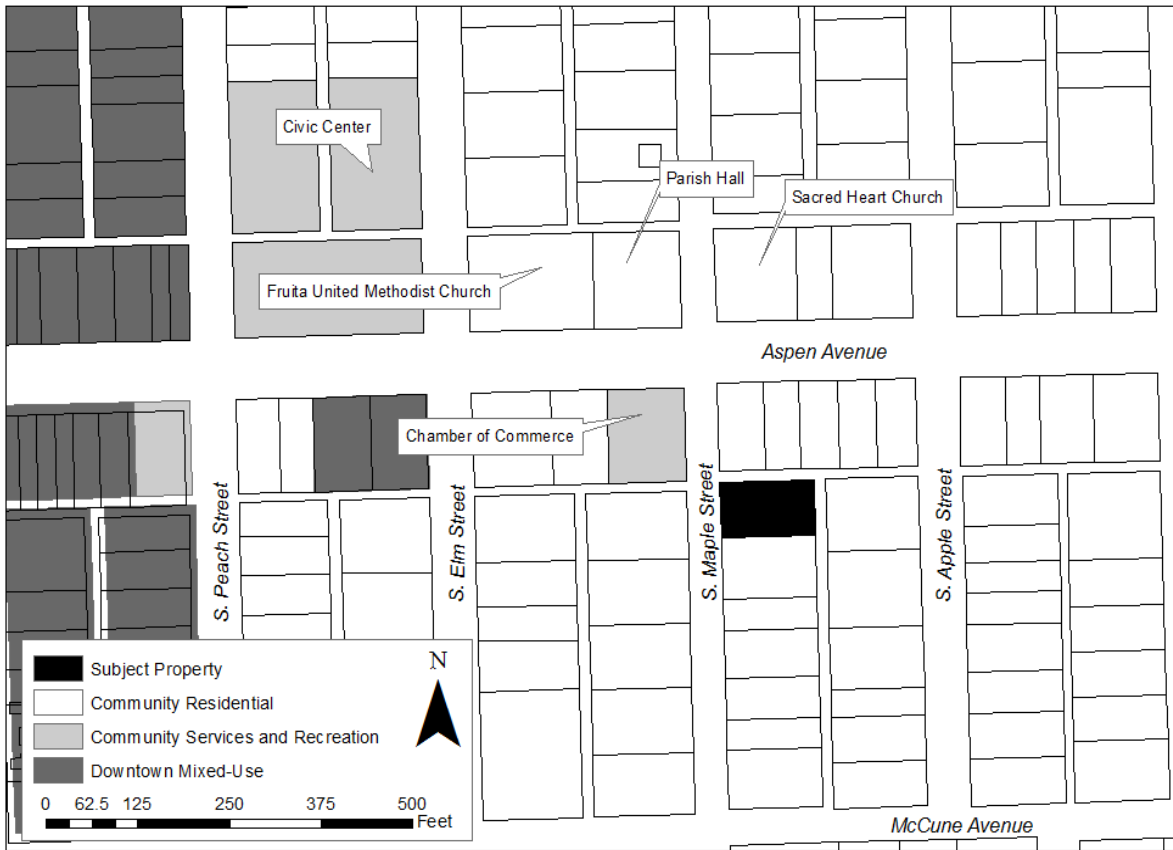 Civic Center
Parish Hall
Sacred Heart Church
Fruita United Methodist Church
Aspen Avenue
Chamber of Commerce
S. Peach Street
S. Elm Street
S. Maple Street
S. Apple Street
Subject Property
Community Residential
Community Services and Recreation
Downtown Mixed-Use
N
0 62.5 125 250 375 500
Feet
McCune Avenue